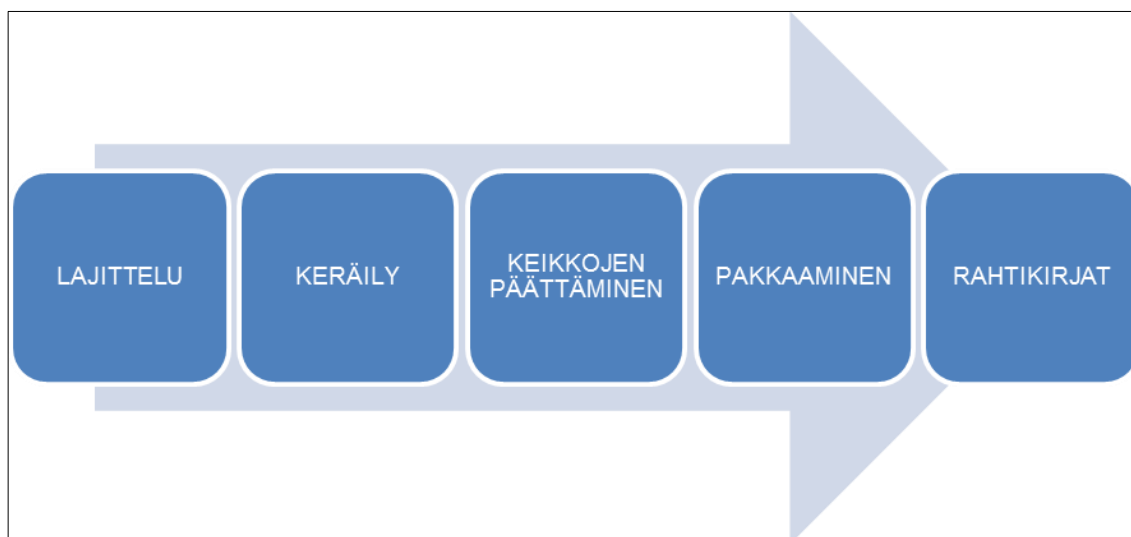 LAJITTELU
KERÄILY
KEIKKOJEN
PÄÄTTÄMINEN
PAKKAAMINEN
RAHTIKIRJAT